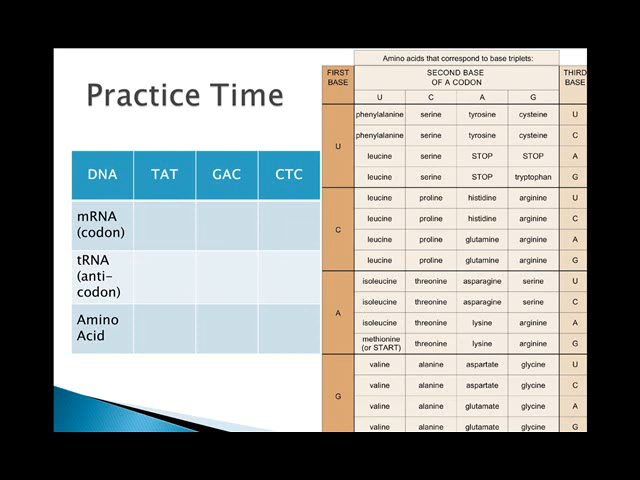 Practice Time
DNA TAT GAC CTC
mRNA
(codon)
tRNA
(anti-
codon)
Amino
Acid
Amino acids that correspond to base triplets:
FIRST
BASE
SECOND BASE
OF A CODON
THIRD
BASE
U C A G
U
phenylalanine serine tyrosine cysteine U
phenylalanine serine tyrosine cysteine C
leucine serine STOP STOP A
leucine serine STOP tryptophan G
C
leucine proline histidine arginine U
leucine proline histidine arginine C
leucine proline glutamine arginine A
leucine proline glutamine arginine G
A
isoleucine threonine asparagine serine U
isoleucine threonine asparagine serine C
isoleucine threonine lysine arginine A
methionine
(or START) threonine lysine arginine G
G
valine alanine aspartate glycine U
valine alanine aspartate glycine C
valine alanine glutamate glycine A
valine alanine glutamate glycine G